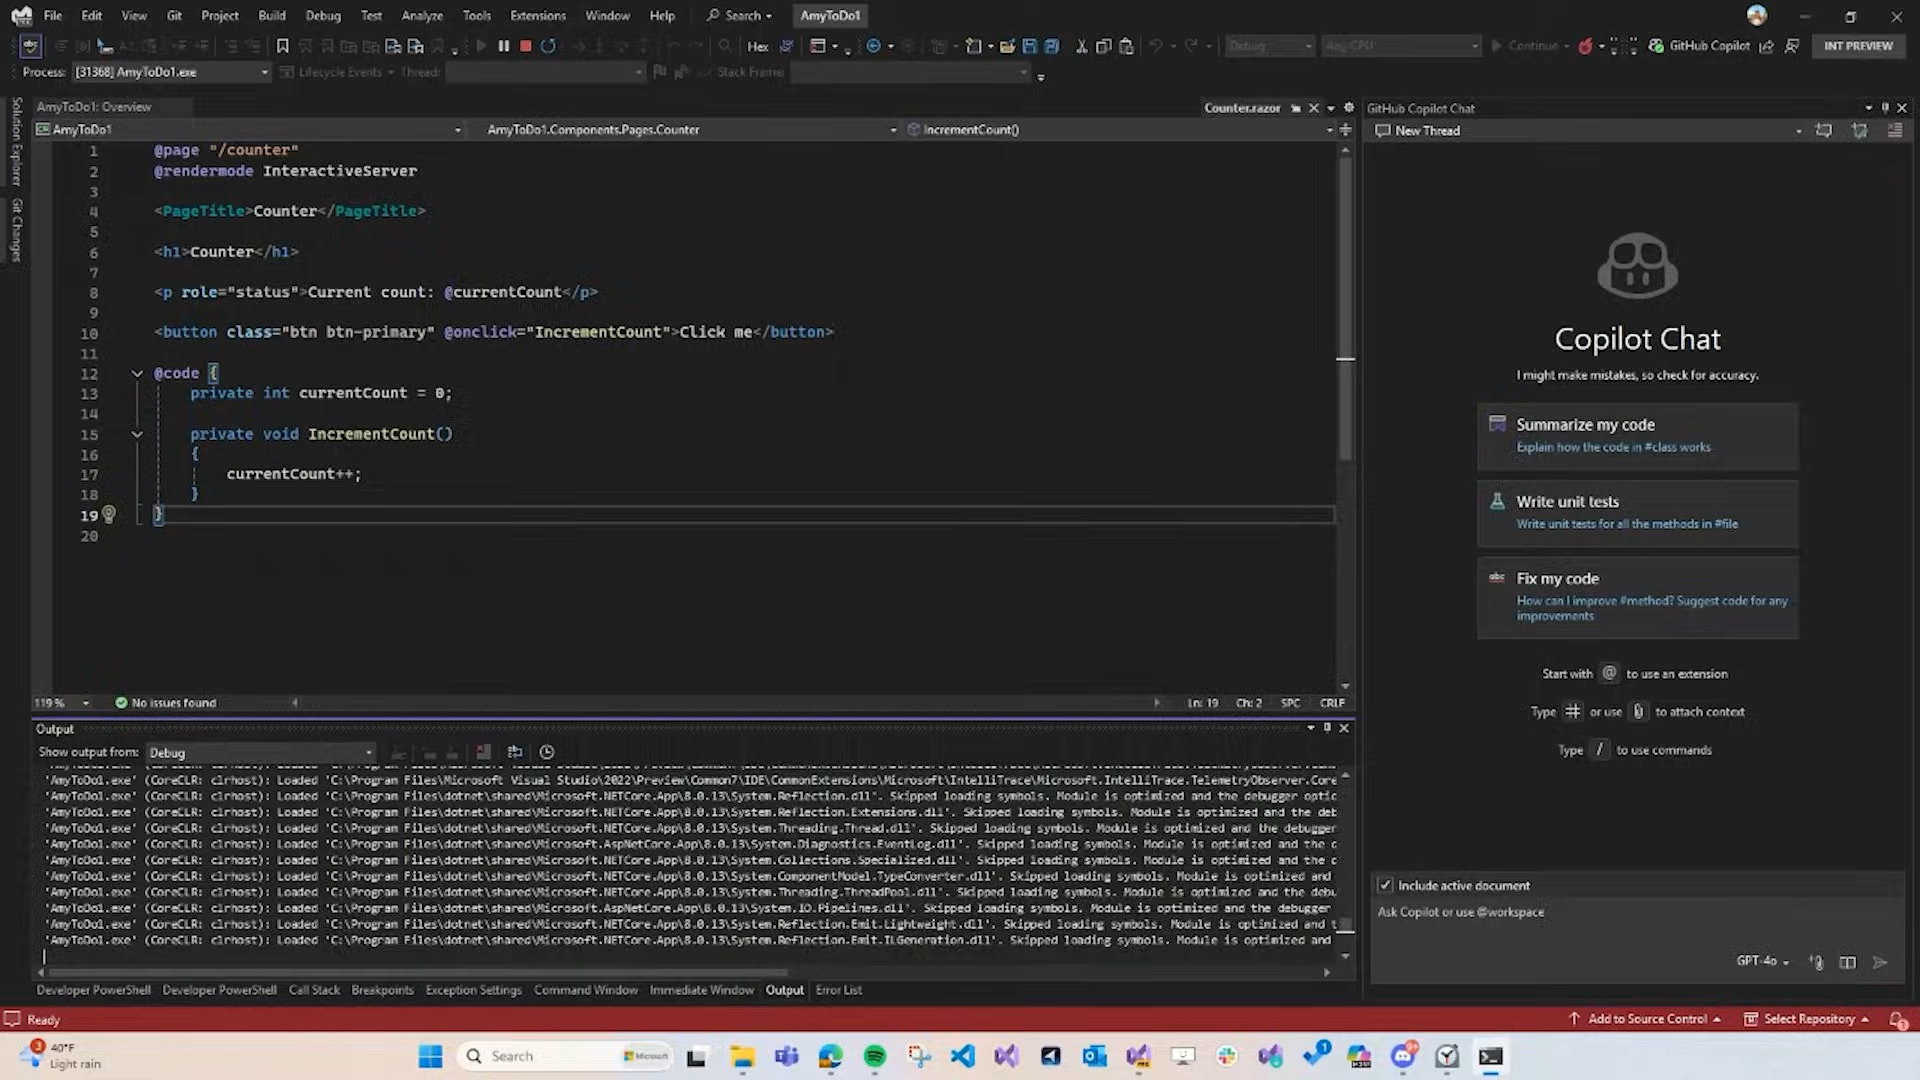 File Edit View Git Project Build Debug Test Analyze Tools Extensions Window Help Search AmyToDo1
Hex Debug Any CPU Continue GitHub Copilot INT PREVIEW
Process: [31368] AmyToDo1.exe Lifecycle Events Thread: Stack Frame:
Solution Explorer
Git Changes
AmyToDo1: Overview Counter.razor
AmyToDo1 AmyToDo1.Components.Pages.Counter IncrementCount()
1 @page "/counter"
2 @rendermode InteractiveServer
3
4 <PageTitle>Counter</PageTitle>
5
6 <h1>Counter</h1>
7
8 <p role="status">Current count: @currentCount</p>
9
10 <button class="btn btn-primary" @onclick="IncrementCount">Click me</button>
11
12 @code {
13 private int currentCount = 0;
14
15 private void IncrementCount()
16 {
17 currentCount++;
18 }
19 }
20
119 % No issues found Ln: 19 Ch: 2 SPC CRLF
Output
Show output from: Debug
'AmyToDo1.exe' (CoreCLR: clrhost): Loaded 'C:\Program Files\Microsoft Visual Studio\2022\Preview\Common7\IDE\CommonExtensions\Microsoft\IntelliTrace\Microsoft.IntelliTrace.TelemetryObserver.Core
'AmyToDo1.exe' (CoreCLR: clrhost): Loaded 'C:\Program Files\dotnet\shared\Microsoft.NETCore.App\8.0.13\System.Reflection.dll'. Skipped loading symbols. Module is optimized and the debugger optic
'AmyToDo1.exe' (CoreCLR: clrhost): Loaded 'C:\Program Files\dotnet\shared\Microsoft.NETCore.App\8.0.13\System.Reflection.Extensions.dll'. Skipped loading symbols. Module is optimized and the deb
'AmyToDo1.exe' (CoreCLR: clrhost): Loaded 'C:\Program Files\dotnet\shared\Microsoft.NETCore.App\8.0.13\System.Threading.Thread.dll'. Skipped loading symbols. Module is optimized and the debugger
'AmyToDo1.exe' (CoreCLR: clrhost): Loaded 'C:\Program Files\dotnet\shared\Microsoft.AspNetCore.App\8.0.13\System.Diagnostics.EventLog.dll'. Skipped loading symbols. Module is optimized and the c
'AmyToDo1.exe' (CoreCLR: clrhost): Loaded 'C:\Program Files\dotnet\shared\Microsoft.NETCore.App\8.0.13\System.Collections.Specialized.dll'. Skipped loading symbols. Module is optimized and the c
'AmyToDo1.exe' (CoreCLR: clrhost): Loaded 'C:\Program Files\dotnet\shared\Microsoft.NETCore.App\8.0.13\System.ComponentModel.TypeConverter.dll'. Skipped loading symbols. Module is optimized and
'AmyToDo1.exe' (CoreCLR: clrhost): Loaded 'C:\Program Files\dotnet\shared\Microsoft.NETCore.App\8.0.13\System.Threading.ThreadPool.dll'. Skipped loading symbols. Module is optimized and the debu
'AmyToDo1.exe' (CoreCLR: clrhost): Loaded 'C:\Program Files\dotnet\shared\Microsoft.AspNetCore.App\8.0.13\System.IO.Pipelines.dll'. Skipped loading symbols. Module is optimized and the debugger
'AmyToDo1.exe' (CoreCLR: clrhost): Loaded 'C:\Program Files\dotnet\shared\Microsoft.NETCore.App\8.0.13\System.Reflection.Emit.Lightweight.dll'. Skipped loading symbols. Module is optimized and t
'AmyToDo1.exe' (CoreCLR: clrhost): Loaded 'C:\Program Files\dotnet\shared\Microsoft.NETCore.App\8.0.13\System.Reflection.Emit.ILGeneration.dll'. Skipped loading symbols. Module is optimized and
Developer PowerShell Developer PowerShell Call Stack Breakpoints Exception Settings Command Window Immediate Window Output Error List
GitHub Copilot Chat
New Thread
Copilot Chat
I might make mistakes, so check for accuracy.
Summarize my code
Explain how the code in #class works
Write unit tests
Write unit tests for all the methods in #file
abc Fix my code
How can I improve #method? Suggest code for any
improvements
Start with @ to use an extension
Type # or use to attach context
Type / to use commands
Include active document
Ask Copilot or use @workspace
GPT-4o
Ready Add to Source Control Select Repository 1
3 40°F
Light rain
Search Microsoft 1